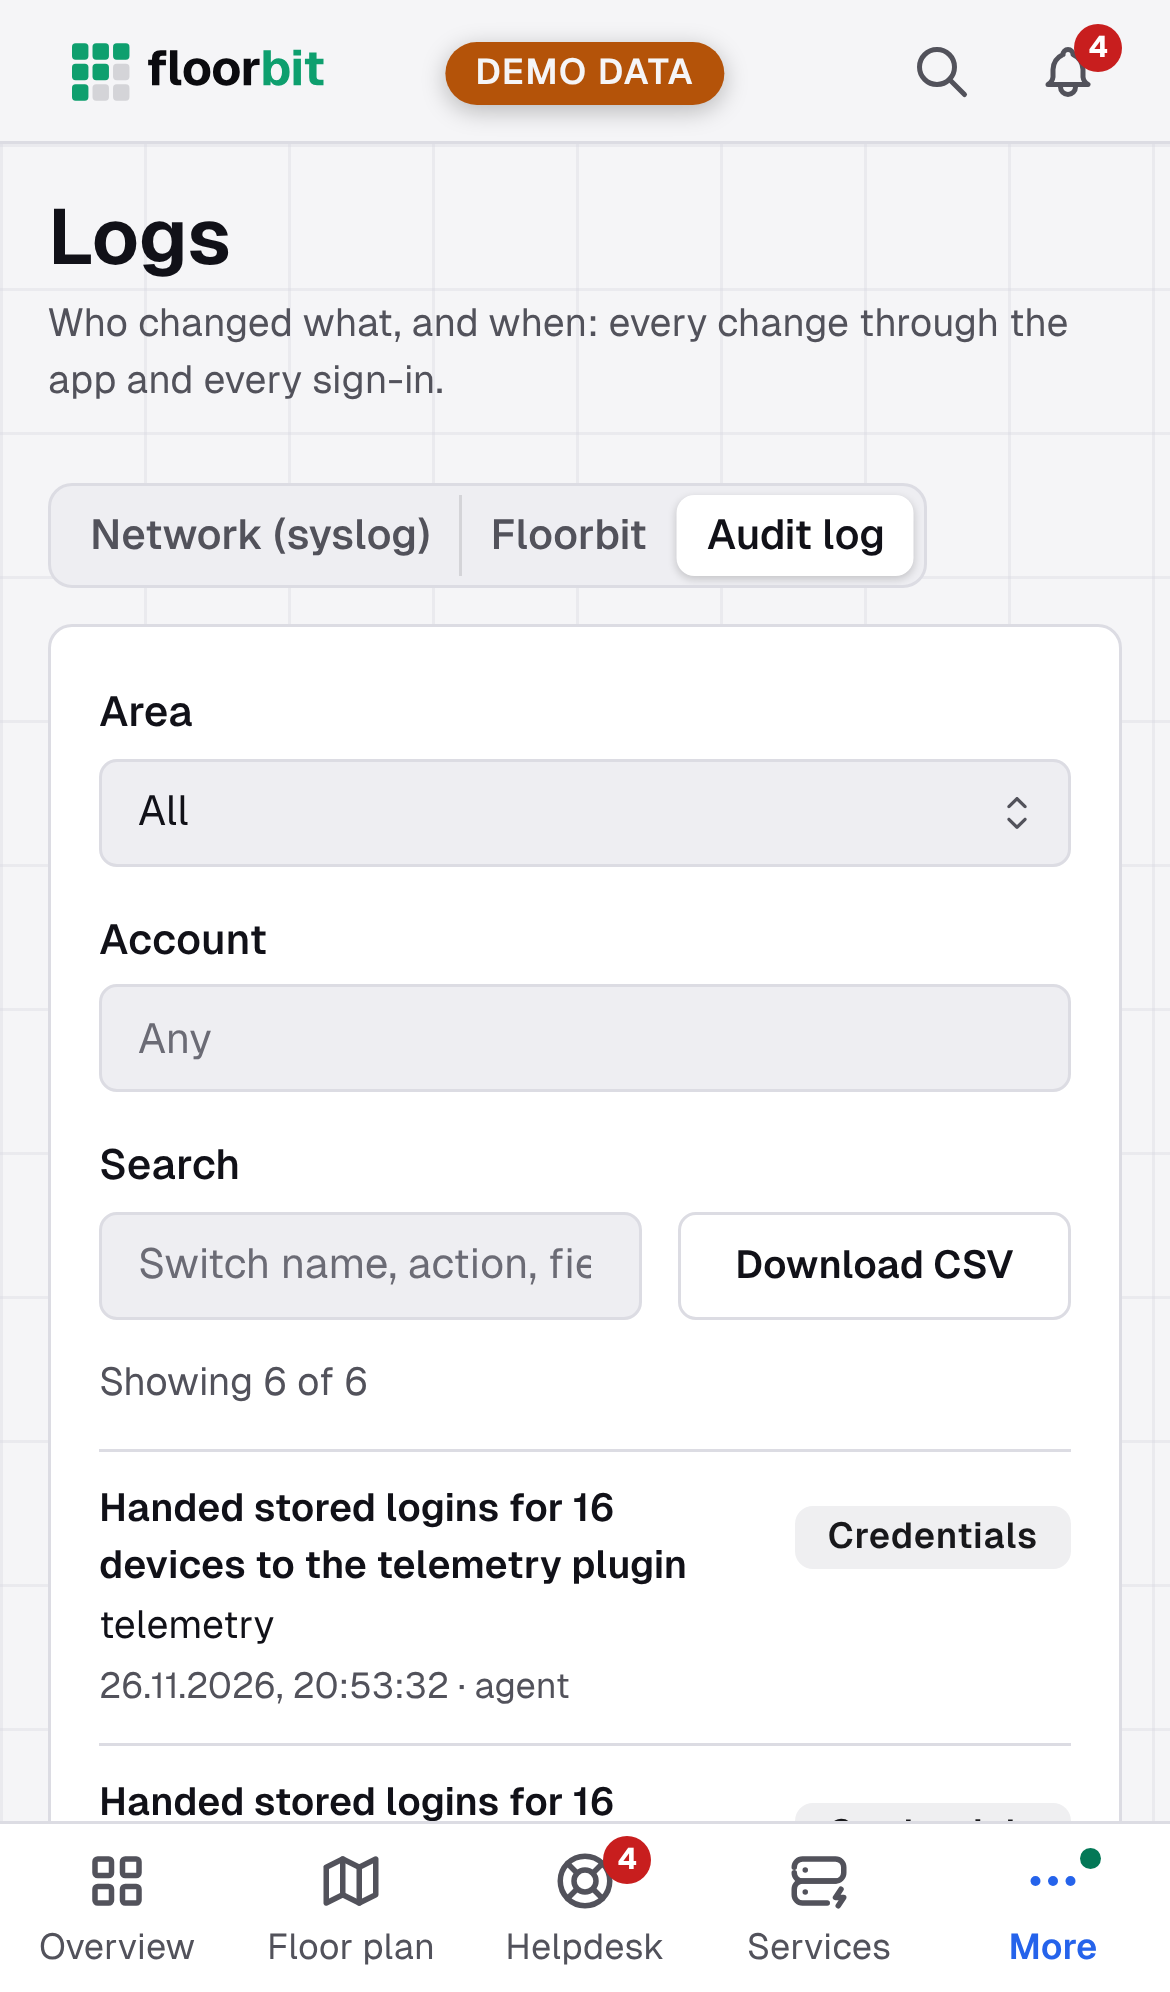 floorbit
DEMO DATA
4
Logs
Who changed what, and when: every change through the
app and every sign-in.
Network (syslog)
Floorbit
Audit log
Area
All
Account
Any
Search
Switch name, action, fie
Download CSV
Showing 6 of 6
Handed stored logins for 16
devices to the telemetry plugin
Credentials
telemetry
26.11.2026, 20:53:32 · agent
Handed stored logins for 16
4
Overview
Floor plan
Helpdesk
Services
More